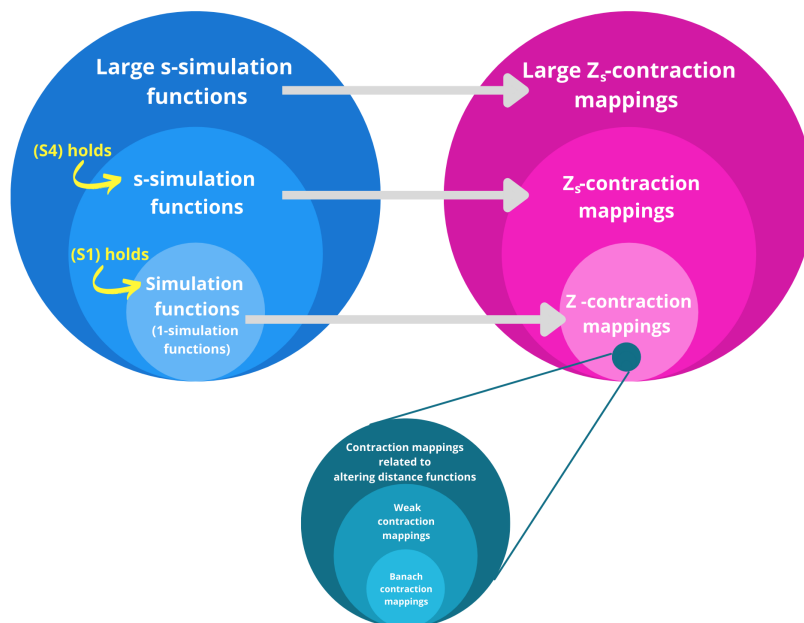 Large s-simulation
functions
(S4) holds
s-simulation
functions
(S1) holds
Simulation
functions
(1-simulation
functions)
Large Zₛ-contraction
mappings
Zₛ-contraction
mappings
Z -contraction
mappings
Contraction mappings
related to
altering distance functions
Weak
contraction
mappings
Banach
contraction
mappings